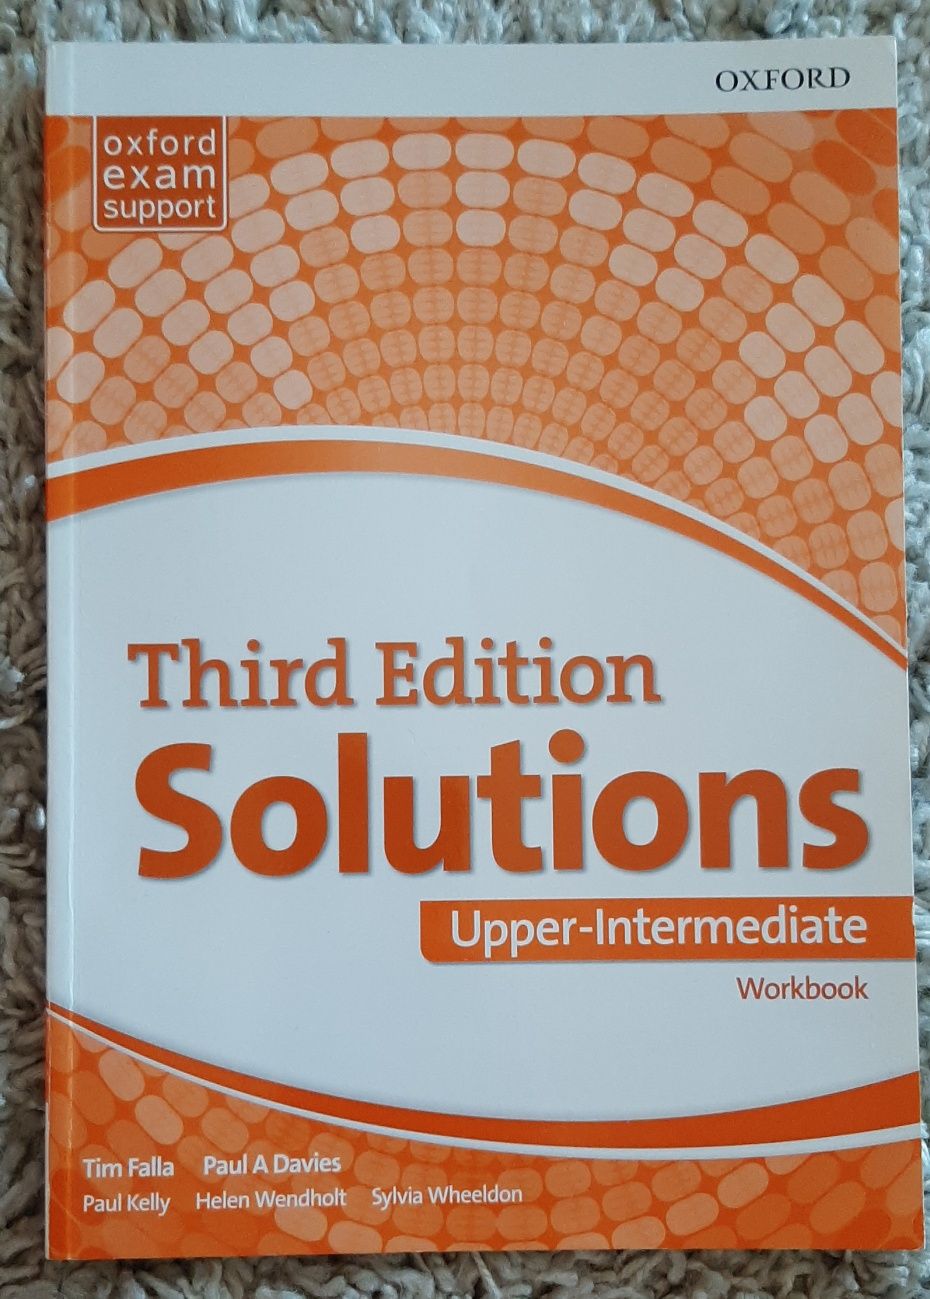 OXFORD
oxford
exam
support
Third Edition
Solutions
Upper-Intermediate
Workbook
Tim Falla Paul A Davies
Paul Kelly Helen Wendholt Sylvia Wheeldon